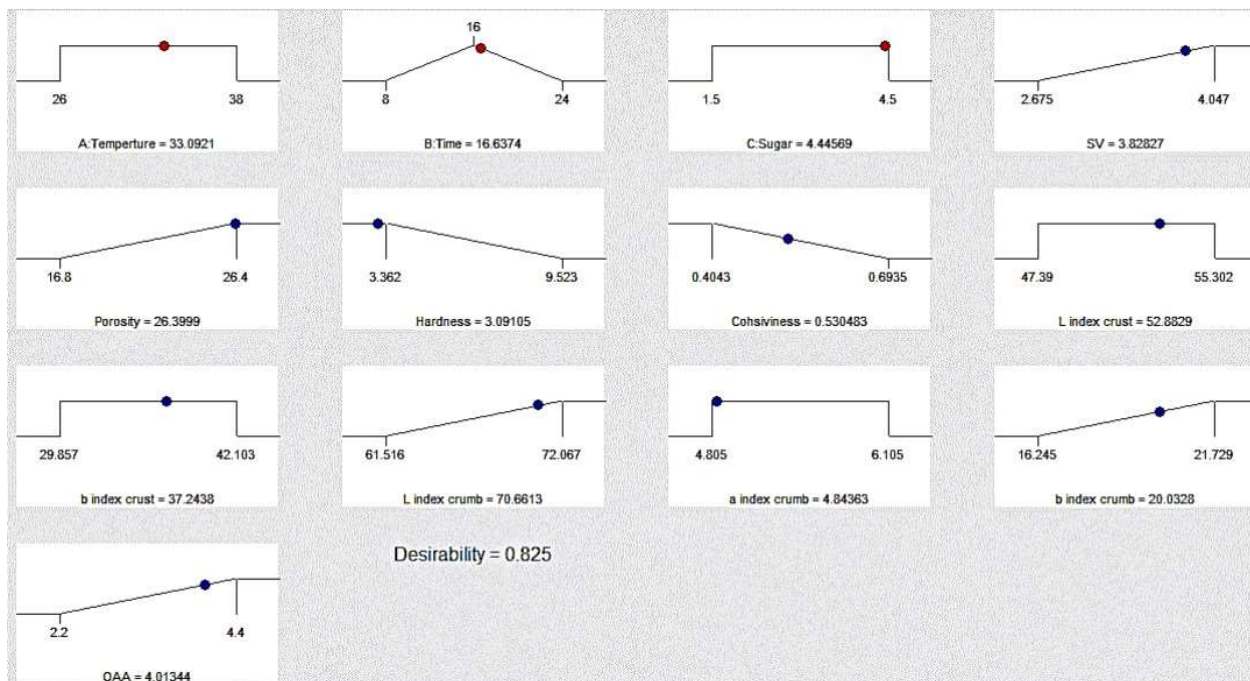 16
26 38
8 24
1.5 4.5
2.675 4.047
A:Temperture = 33.0921
B:Time = 16.6374
C:Sugar = 4.44569
SV = 3.82827
16.8 26.4
3.362 9.523
0.4043 0.6935
47.39 55.302
Porosity = 26.3999
Hardness = 3.09105
Cohsiviness = 0.530483
L index crust = 52.8829
29.857 42.103
61.516 72.067
4.805 6.105
16.245 21.729
b index crust = 37.2438
L index crumb = 70.6613
a index crumb = 4.84363
b index crumb = 20.0328
Desirability = 0.825
2.2 4.4
OAA = 4.01344